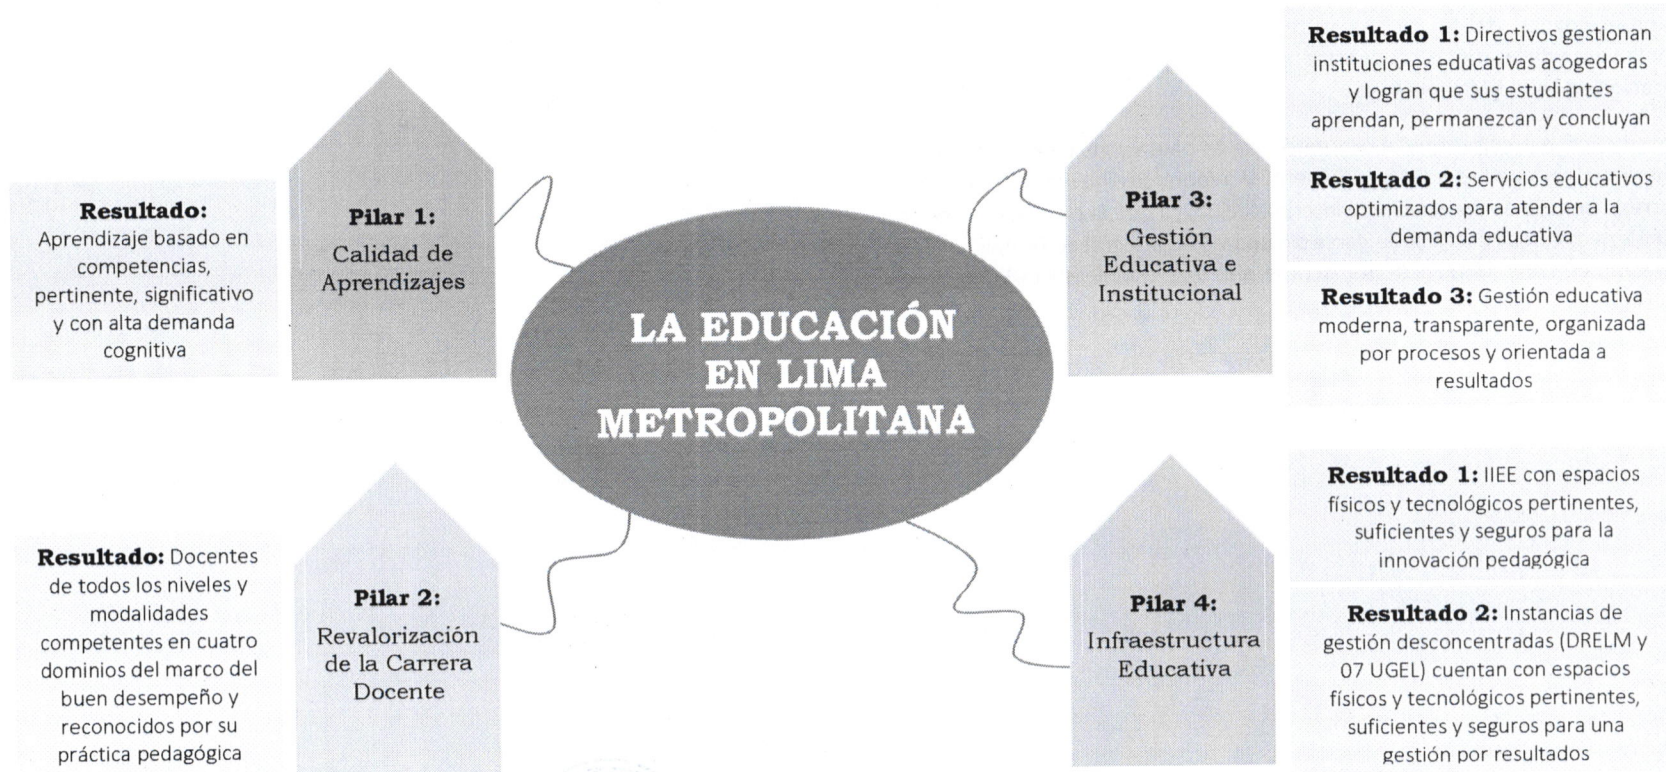 LA EDUCACIÓN
EN LIMA
METROPOLITANA
Pilar 1:
Calidad de
Aprendizajes
Resultado:
Aprendizaje basado en
competencias,
pertinente, significativo
y con alta demanda
cognitiva
Pilar 2:
Revalorización
de la Carrera
Docente
Resultado: Docentes
de todos los niveles y
modalidades
competentes en cuatro
dominios del marco del
buen desempeño y
reconocidos por su
práctica pedagógica
Pilar 3:
Gestión
Educativa e
Institucional
Resultado 1: Directivos gestionan
instituciones educativas acogedoras
y logran que sus estudiantes
aprendan, permanezcan y concluyan
Resultado 2: Servicios educativos
optimizados para atender a la
demanda educativa
Resultado 3: Gestión educativa
moderna, transparente, organizada
por procesos y orientada a
resultados
Pilar 4:
Infraestructura
Educativa
Resultado 1: IIEE con espacios
físicos y tecnológicos pertinentes,
suficientes y seguros para la
innovación pedagógica
Resultado 2: Instancias de
gestión desconcentradas (DRELM y
07 UGEL) cuentan con espacios
físicos y tecnológicos pertinentes,
suficientes y seguros para una
gestión por resultados